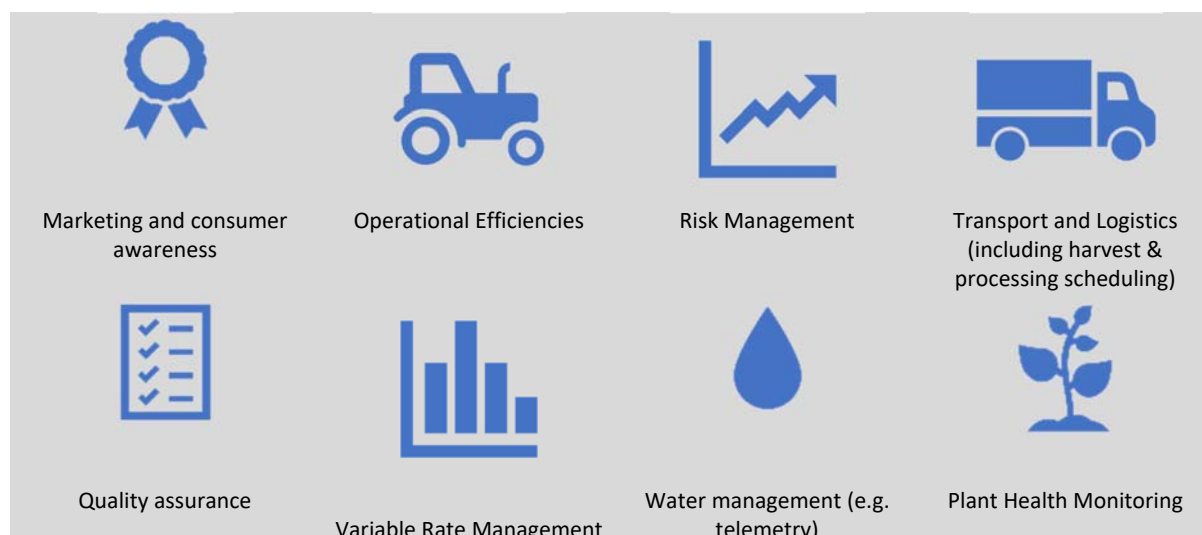 Marketing and consumer
awareness
Operational Efficiencies
Risk Management
Transport and Logistics
(including harvest &
processing scheduling)
Quality assurance
Variable Rate Management
Water management (e.g.
telemetry)
Plant Health Monitoring